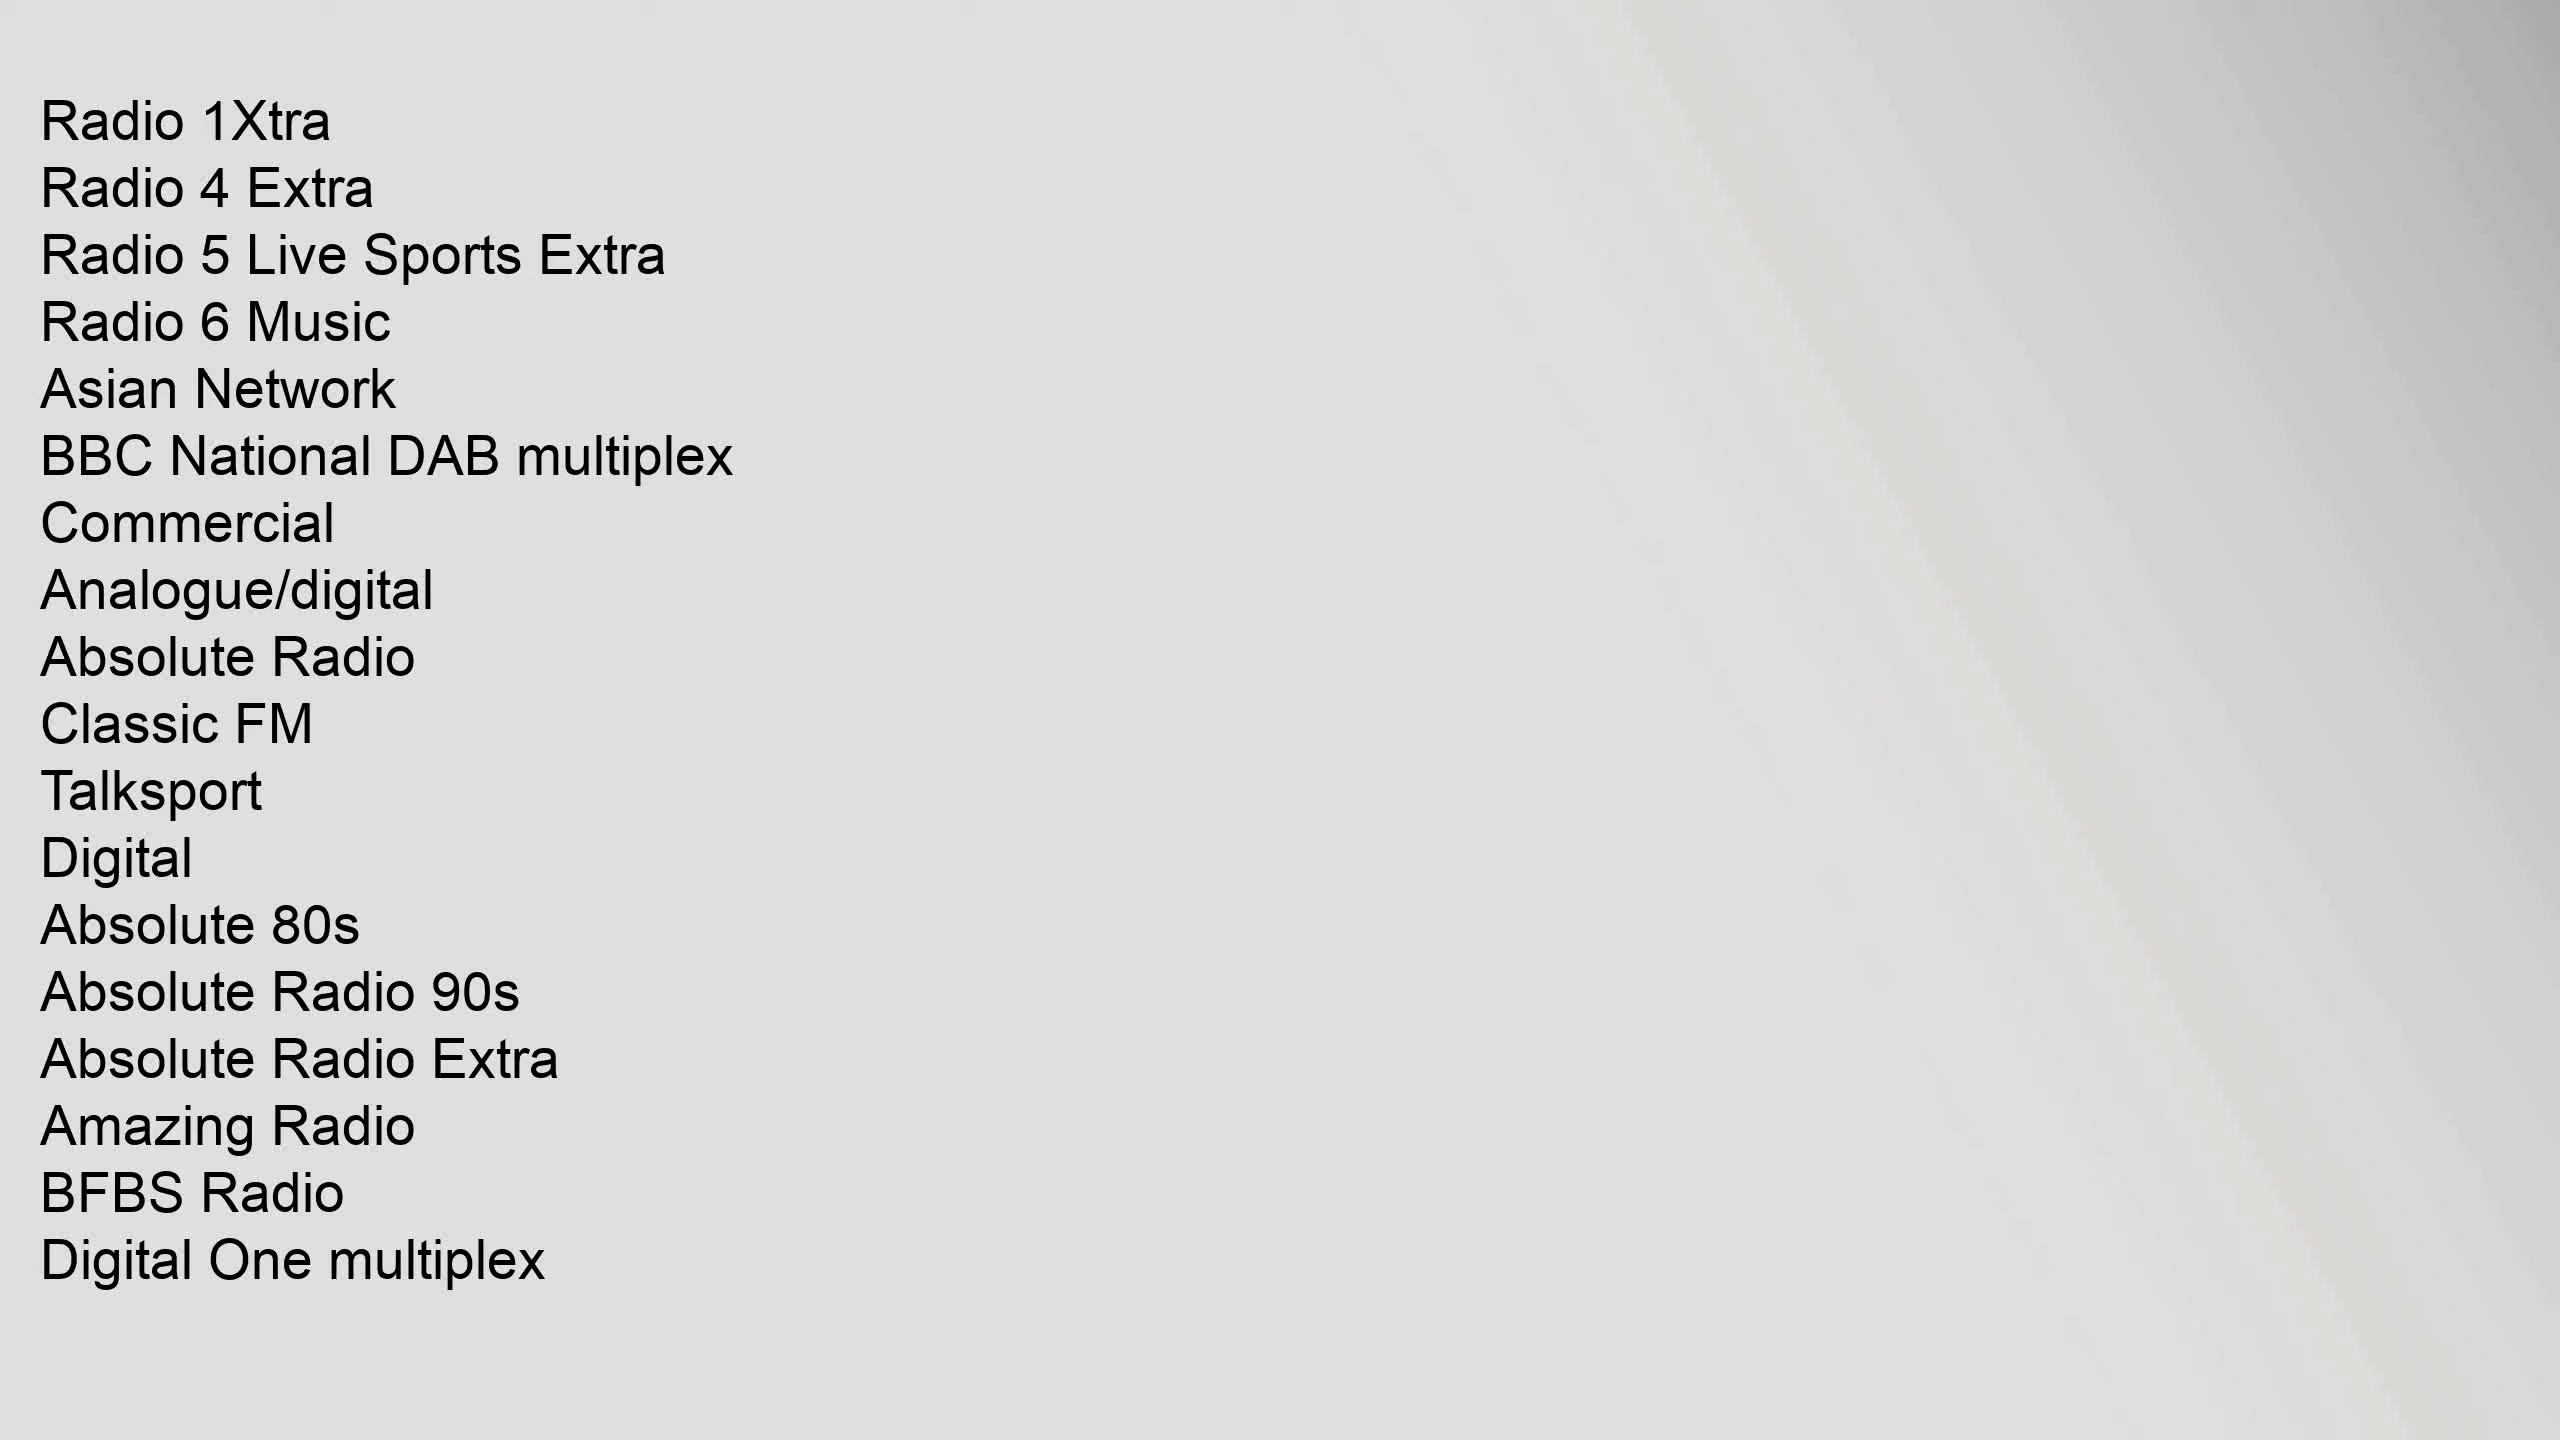 Radio 1Xtra
Radio 4 Extra
Radio 5 Live Sports Extra
Radio 6 Music
Asian Network
BBC National DAB multiplex
Commercial
Analogue/digital
Absolute Radio
Classic FM
Talksport
Digital
Absolute 80s
Absolute Radio 90s
Absolute Radio Extra
Amazing Radio
BFBS Radio
Digital One multiplex